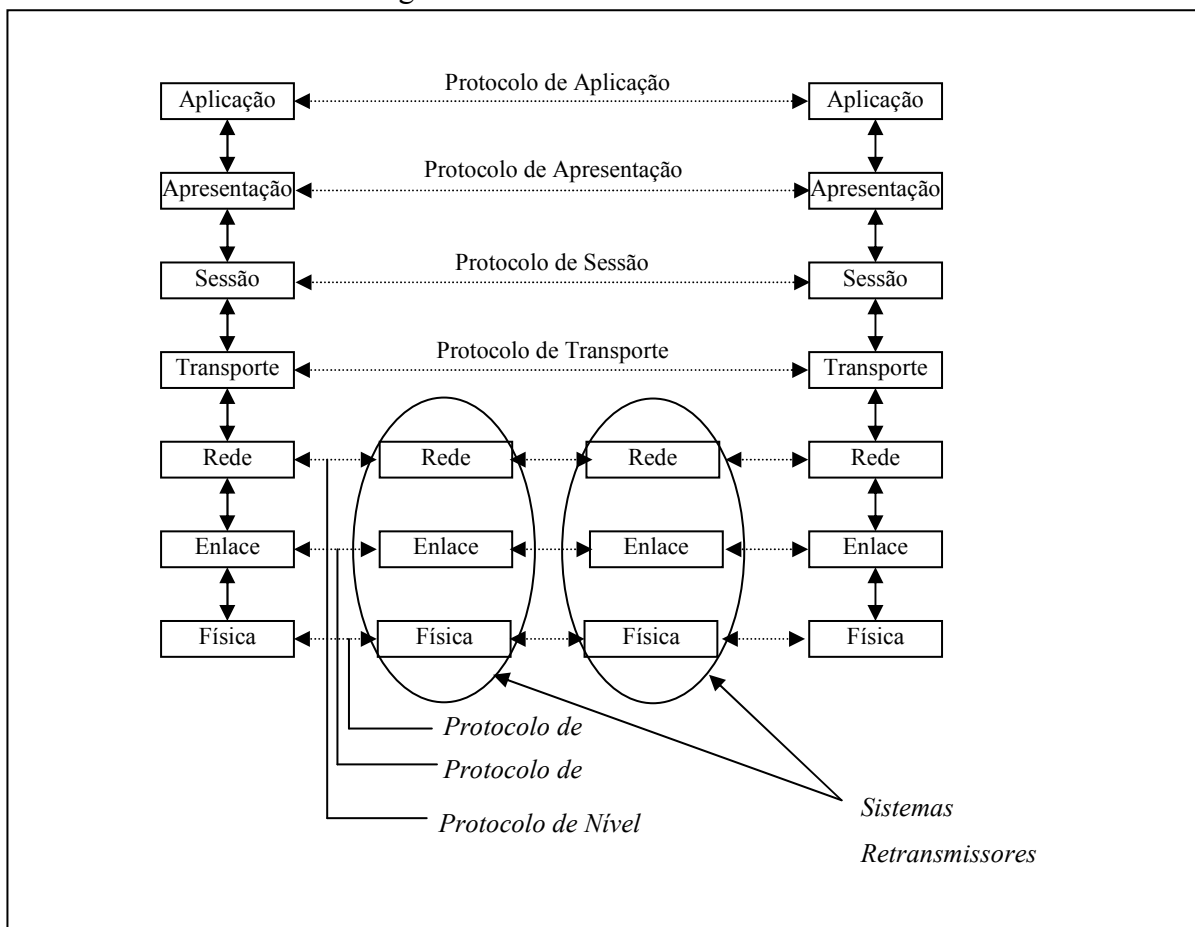 Protocolo de Aplicação
Aplicação
Aplicação
Protocolo de Apresentação
Apresentação
Apresentação
Protocolo de Sessão
Sessão
Sessão
Protocolo de Transporte
Transporte
Transporte
Rede
Rede
Rede
Rede
Enlace
Enlace
Enlace
Enlace
Física
Física
Física
Física
Protocolo de
Protocolo de
Protocolo de Nível
Sistemas
Retransmissores